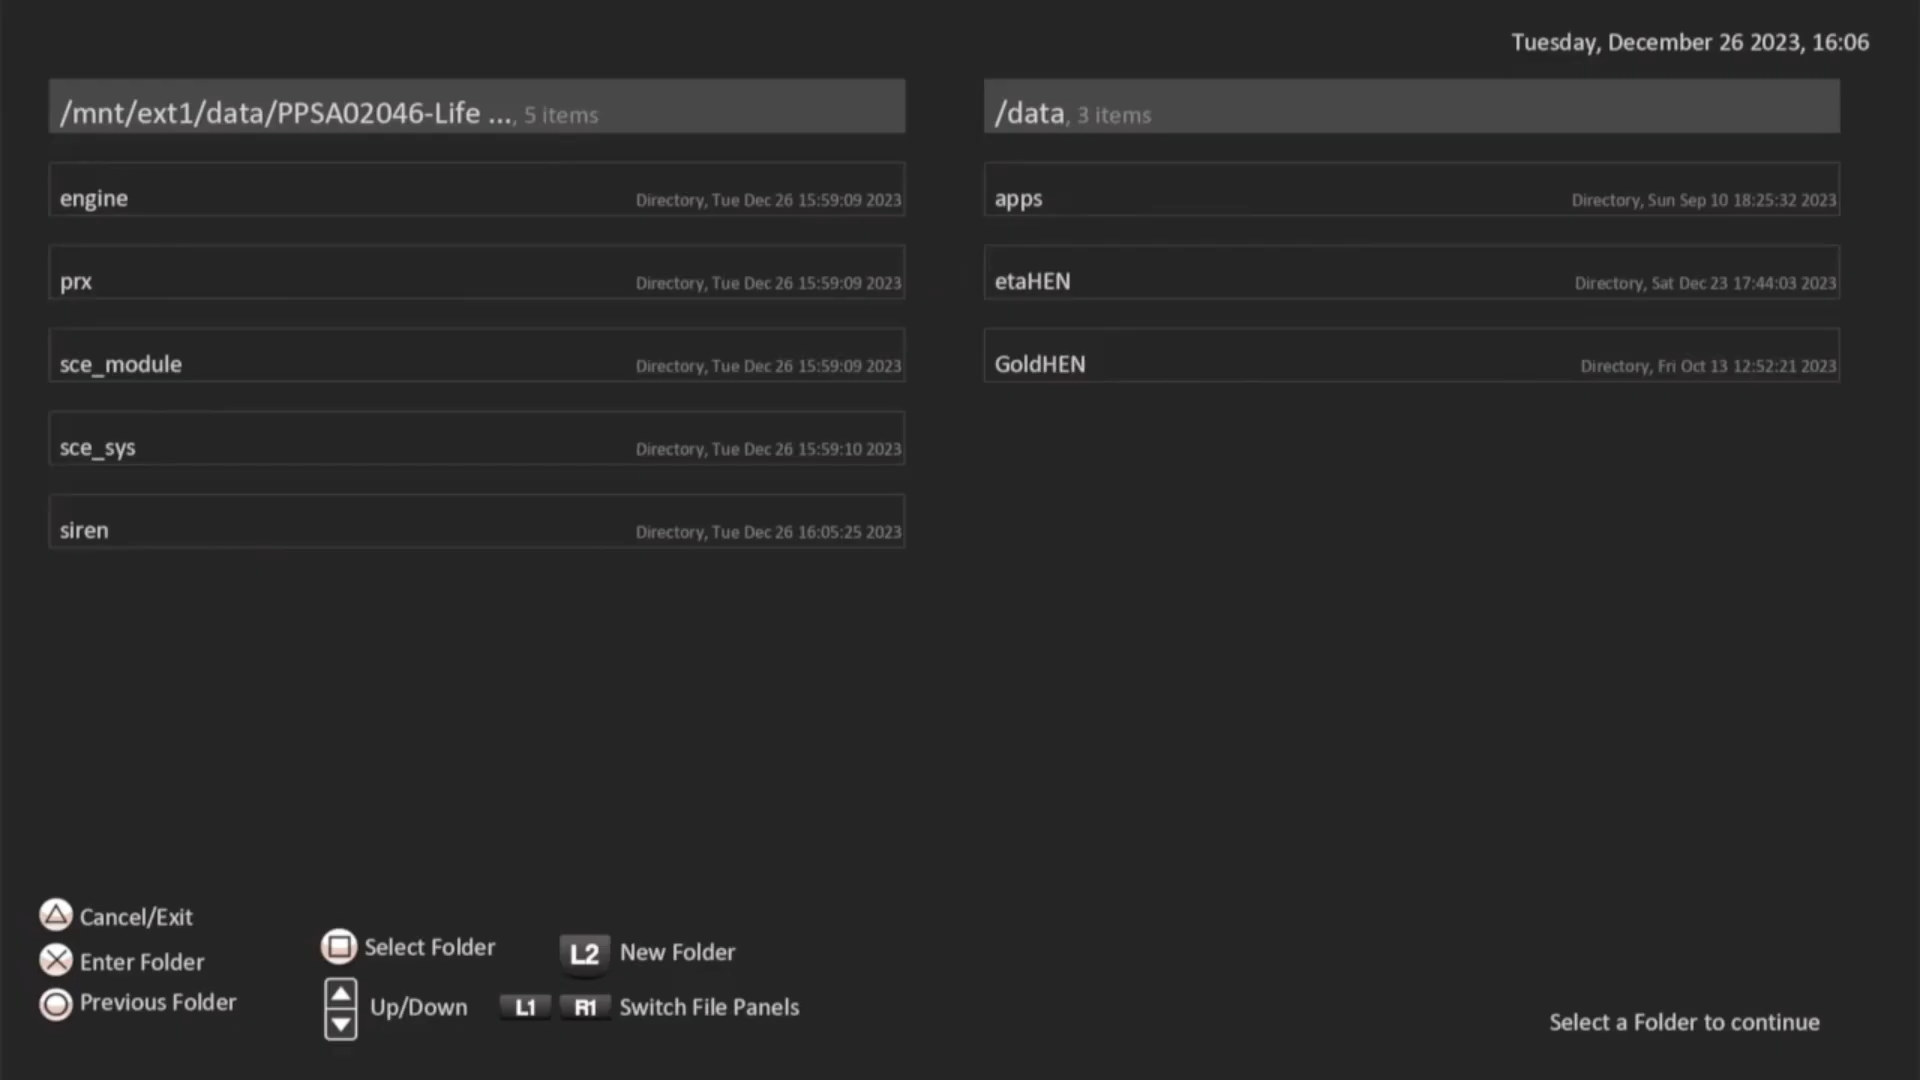 Tuesday, December 26 2023, 16:06
/mnt/ext1/data/PPSA02046-Life ..., 5 items
engine Directory, Tue Dec 26 15:59:09 2023
prx Directory, Tue Dec 26 15:59:09 2023
sce_module Directory, Tue Dec 26 15:59:09 2023
sce_sys Directory, Tue Dec 26 15:59:10 2023
siren Directory, Tue Dec 26 16:05:25 2023
/data, 3 items
apps Directory, Sun Sep 10 18:25:32 2023
etaHEN Directory, Sat Dec 23 17:44:03 2023
GoldHEN Directory, Fri Oct 13 12:52:21 2023
Cancel/Exit
Enter Folder
Previous Folder
Select Folder
Up/Down
L2 New Folder
L1 R1 Switch File Panels
Select a Folder to continue